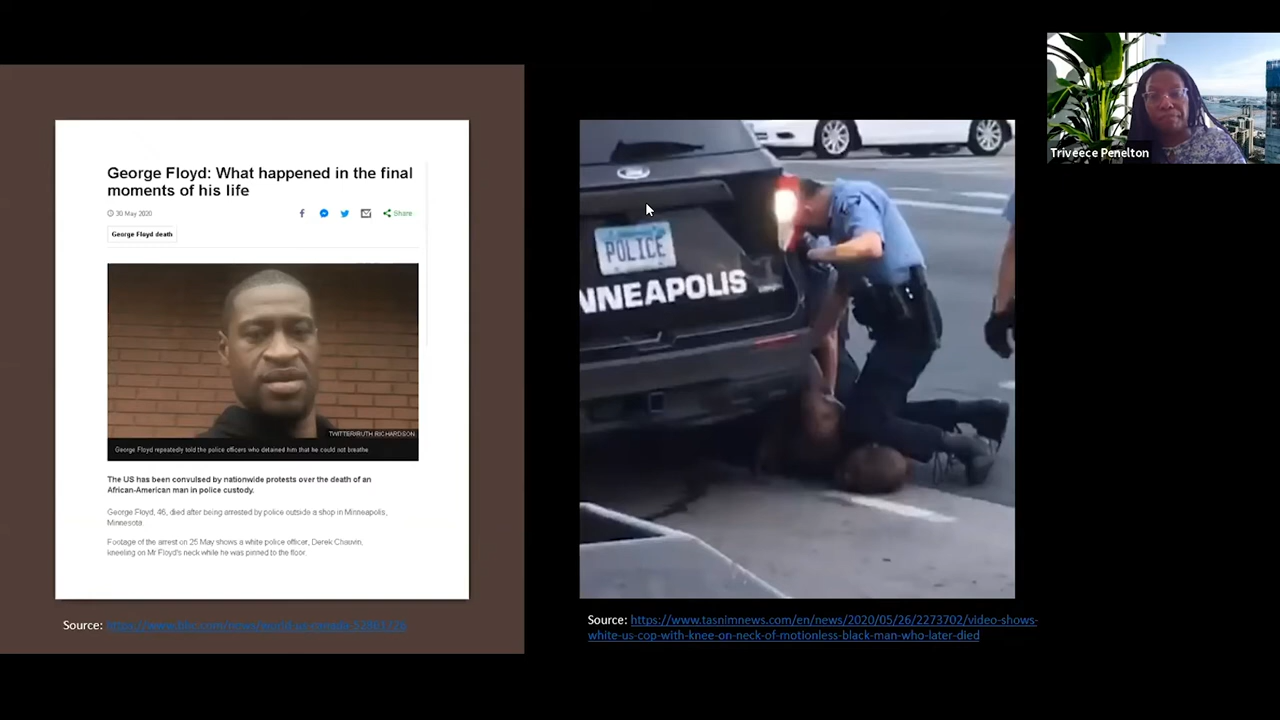 George Floyd: What happened in the final
moments of his life
30 May 2020
Share
George Floyd death
TWITTER/RUTH RICHARDSON
George Floyd repeatedly told the police officers who detained him that he could not breathe
The US has been convulsed by nationwide protests over the death of an
African-American man in police custody.
George Floyd, 46, died after being arrested by police outside a shop in Minneapolis,
Minnesota.
Footage of the arrest on 25 May shows a white police officer, Derek Chauvin,
kneeling on Mr Floyd's neck while he was pinned to the floor.
Source:
POLICE
NNEAPOLIS
Source: https://www.tasnimnews.com/en/news/2020/05/26/2273702/video-shows-
white-us-cop-with-knee-on-neck-of-motionless-black-man-who-later-died
Triveece Penelton